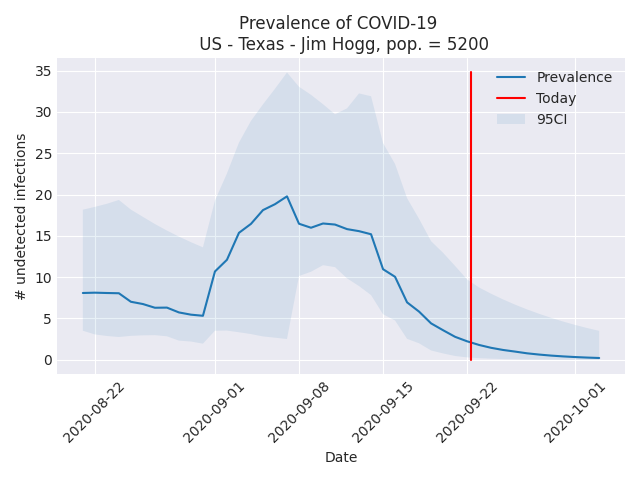 Prevalence of COVID-19
US - Texas - Jim Hogg, pop. = 5200
# undetected infections
35
30
25
20
15
10
5
0
Prevalence
Today
95CI
2020-08-22
2020-09-01
2020-09-08
2020-09-15
2020-09-22
2020-10-01
Date